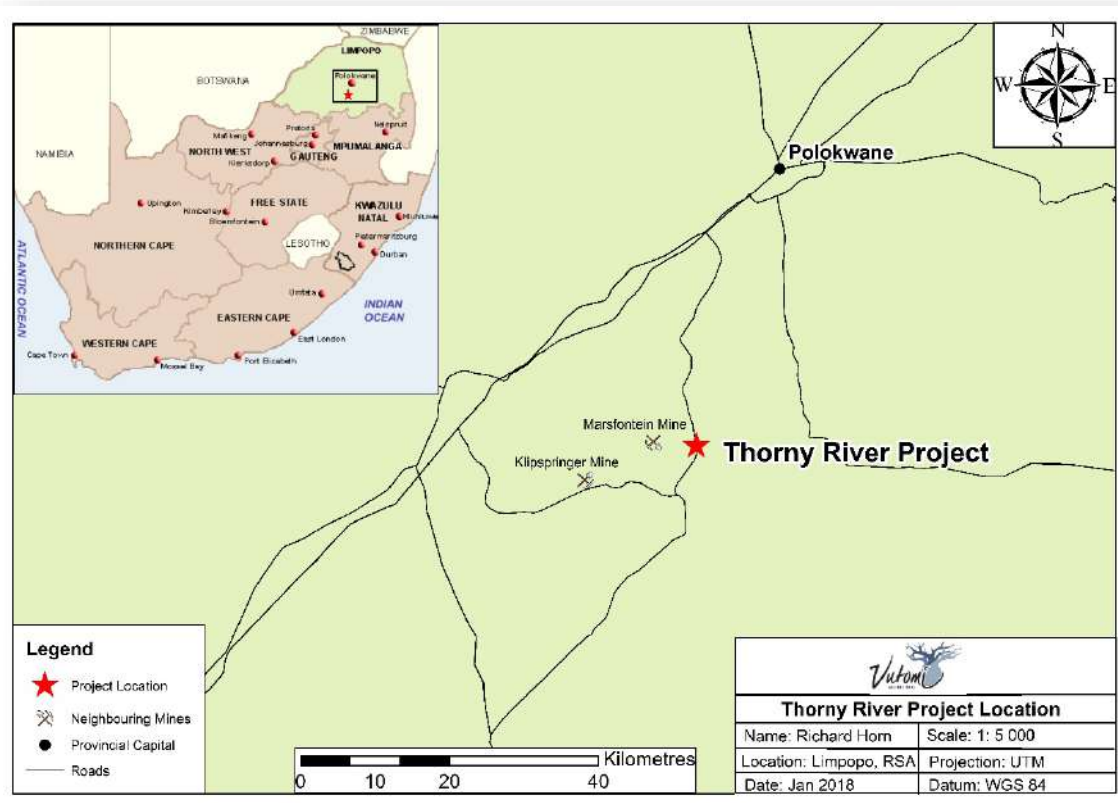 ZIMBABWE
LIMPOPO
Polokwane
BOTSWANA
NAMIBIA
Mafikeng
Pretoria
Nelspruit
Johannesburg
NORTH WEST
GAUTENG
MPUMALANGA
Klerksdorp
Upington
Kimberley
FREE STATE
Bloemfontein
KWAZULU
NATAL
LESOTHO
Pietermaritzburg
Durban
NORTHERN CAPE
ATLANTIC OCEAN
Umtata
INDIAN
OCEAN
EASTERN CAPE
East London
WESTERN CAPE
Cape Town
Mossel Bay
Port Elizabeth
N
W E
S
Polokwane
Marsfontein Mine
Thorny River Project
Klipspringer Mine
Legend
Project Location
Neighbouring Mines
Provincial Capital
Roads
Kilometres
0 10 20 40
Vutomi
Thorny River Project Location
Name: Richard Horn
Scale: 1: 5 000
Location: Limpopo, RSA
Projection: UTM
Date: Jan 2018
Datum: WGS 84